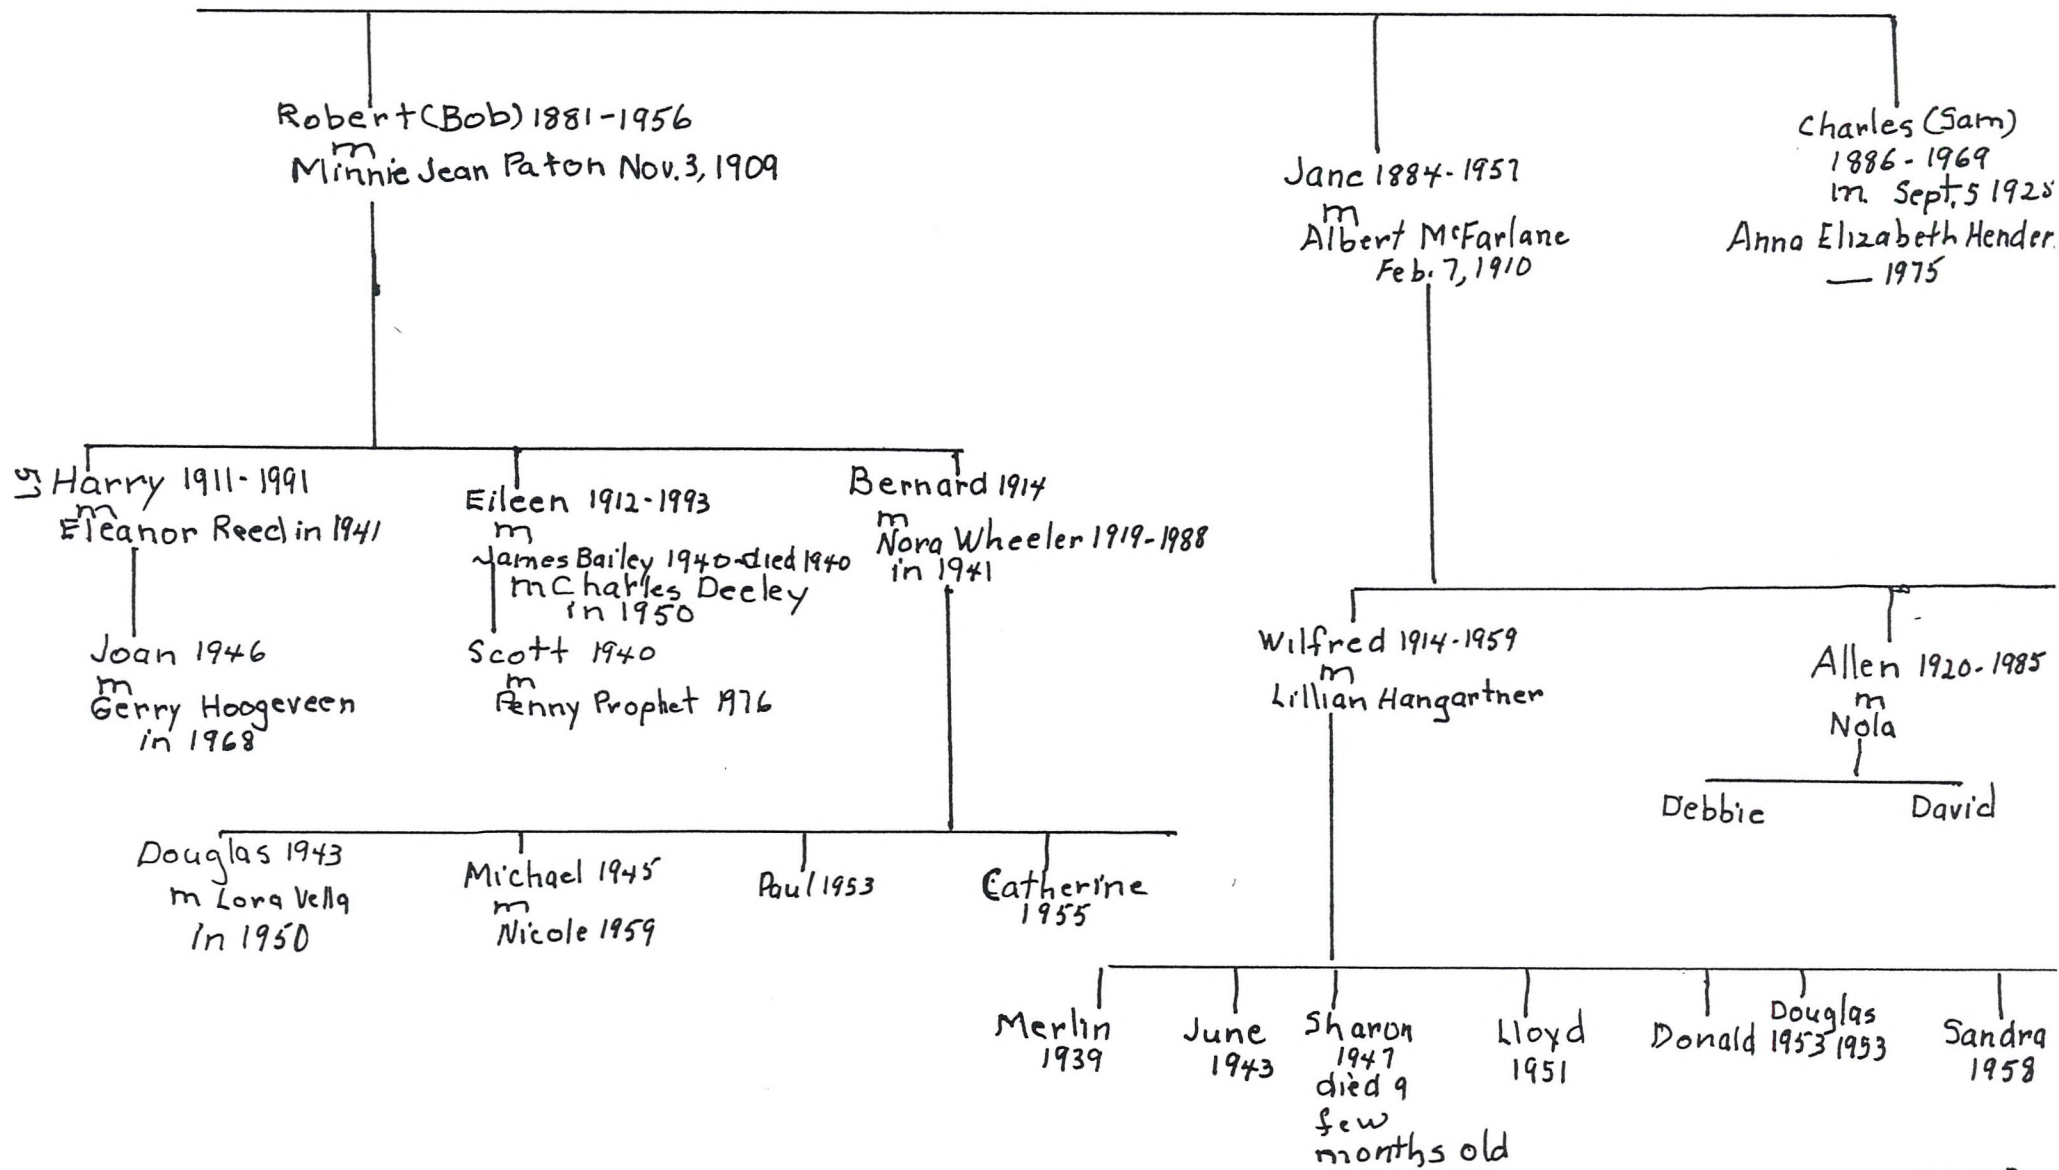 Robert (Bob) 1881-1956
m
Minnie Jean Paton Nov. 3, 1909
Jane 1884-1957
m
Albert McFarlane
Feb. 7, 1910
Charles (Sam)
1886-1969
m. Sept. 5 1925
Anna Elizabeth Hender
— 1975
Harry 1911-1991
m
Eleanor Reed in 1941
Eileen 1912-1993
m
James Bailey 1940-died 1940
m Charles Deeley
in 1950
Bernard 1914
m
Nora Wheeler 1919-1988
in 1941
Joan 1946
m
Gerry Hoogeveen
in 1968
Scott 1940
m
Penny Prophet 1976
Wilfred 1914-1959
m
Lillian Hangartner
Allen 1920-1985
m
Nola
Debbie
David
Douglas 1943
m Lora Vella
in 1950
Michael 1945
m
Nicole 1959
Paul 1953
Catherine
1955
Merlin
1939
June
1943
Sharon
1947
died a
few
months old
Lloyd
1951
Donald 1953
Douglas
1953
Sandra
1958